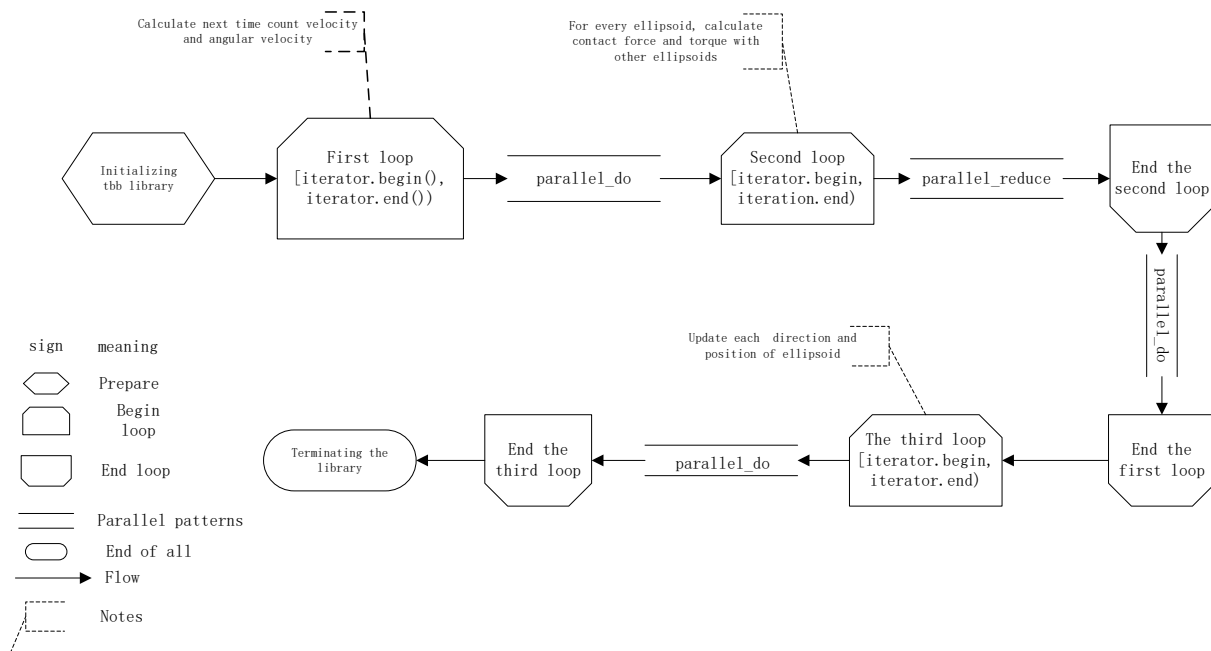 Calculate next time count velocity
and angular velocity
For every ellipsoid, calculate
contact force and torque with
other ellipsoids
Initializing
tbb library
First loop
[iterator.begin(),
iterator.end())
parallel_do
Second loop
[iterator.begin,
iteration.end)
parallel_reduce
End the
second loop
parallel_do
Update each direction and
position of ellipsoid
End the
first loop
The third loop
[iterator.begin,
iterator.end)
parallel_do
End the
third loop
Terminating the
library
sign meaning
Prepare
Begin
loop
End loop
Parallel patterns
End of all
Flow
Notes